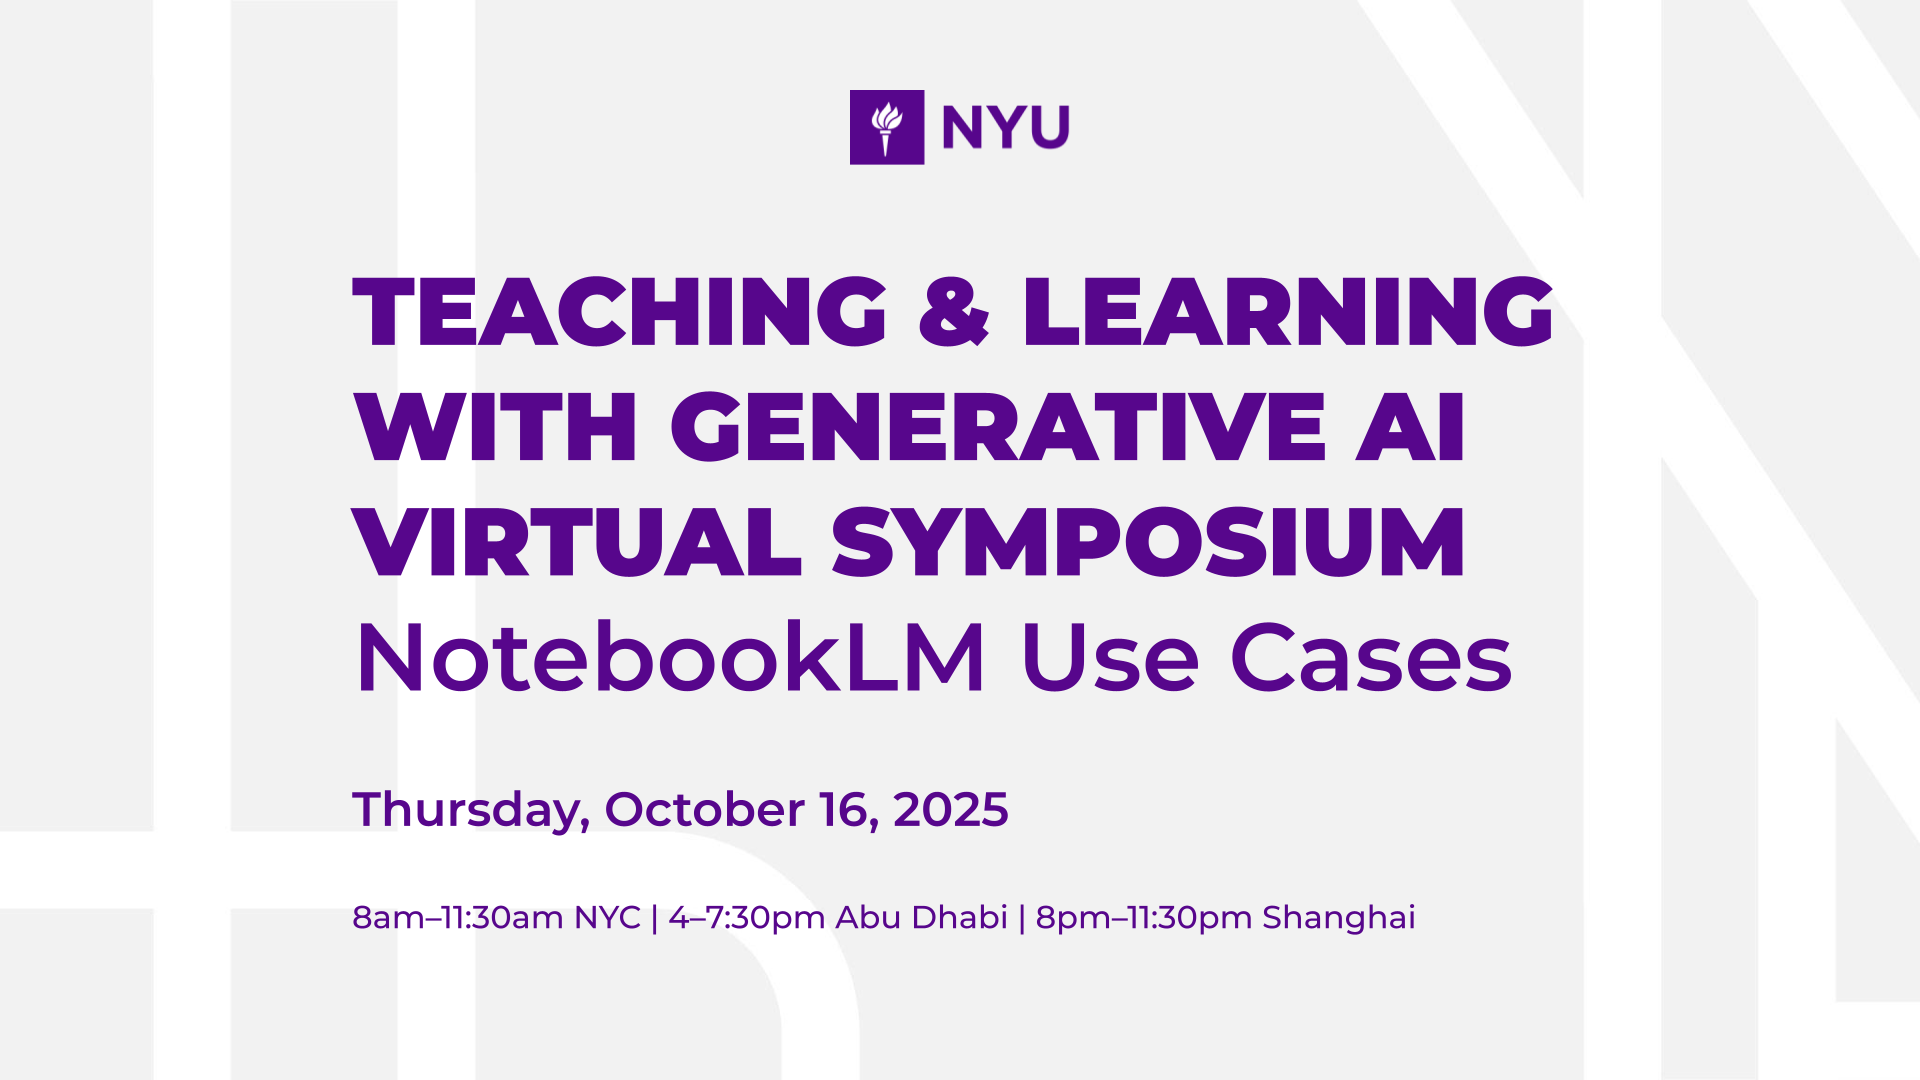 NYU
TEACHING & LEARNING
WITH GENERATIVE AI
VIRTUAL SYMPOSIUM
NotebookLM Use Cases
Thursday, October 16, 2025
8am–11:30am NYC | 4–7:30pm Abu Dhabi | 8pm–11:30pm Shanghai